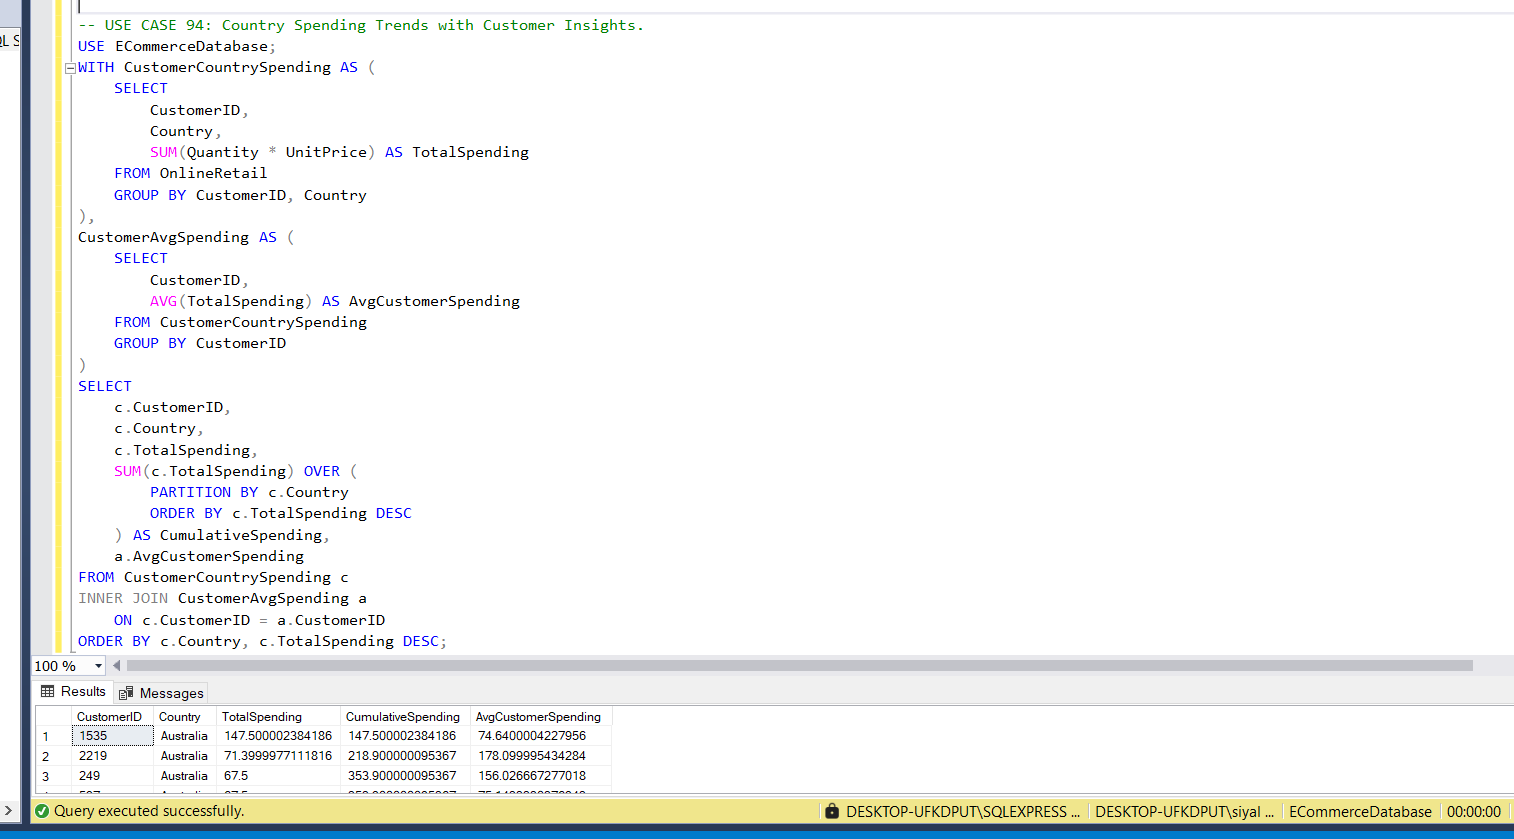 QL S
-- USE CASE 94: Country Spending Trends with Customer Insights.
USE ECommerceDatabase;
WITH CustomerCountrySpending AS (
SELECT
CustomerID,
Country,
SUM(Quantity * UnitPrice) AS TotalSpending
FROM OnlineRetail
GROUP BY CustomerID, Country
),
CustomerAvgSpending AS (
SELECT
CustomerID,
AVG(TotalSpending) AS AvgCustomerSpending
FROM CustomerCountrySpending
GROUP BY CustomerID
)
SELECT
c.CustomerID,
c.Country,
c.TotalSpending,
SUM(c.TotalSpending) OVER (
PARTITION BY c.Country
ORDER BY c.TotalSpending DESC
) AS CumulativeSpending,
a.AvgCustomerSpending
FROM CustomerCountrySpending c
INNER JOIN CustomerAvgSpending a
ON c.CustomerID = a.CustomerID
ORDER BY c.Country, c.TotalSpending DESC;
100 %
Results Messages
CustomerID Country TotalSpending CumulativeSpending AvgCustomerSpending
1 1535 Australia 147.500002384186 147.500002384186 74.6400004227956
2 2219 Australia 71.3999977111816 218.900000095367 178.099995434284
3 249 Australia 67.5 353.900000095367 156.026667277018
Query executed successfully. DESKTOP-UFKDPUT\SQLEXPRESS ... DESKTOP-UFKDPUT\siyal ... ECommerceDatabase 00:00:00